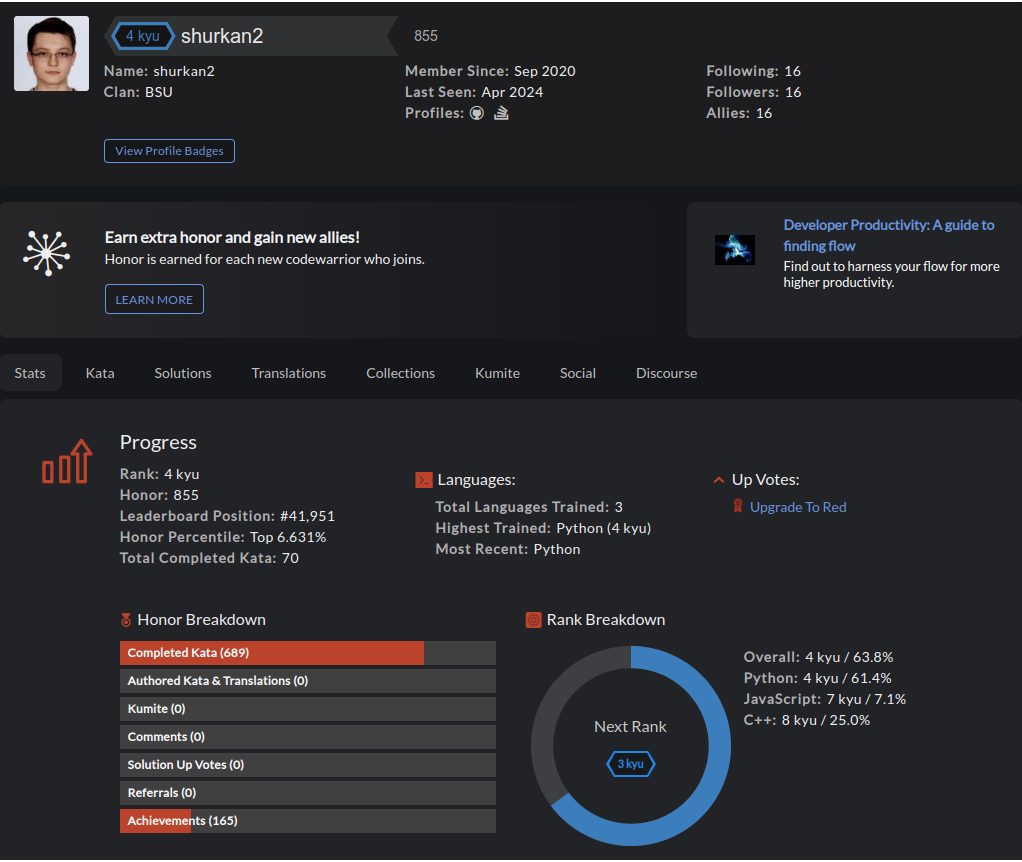 4 kyu shurkan2 855
Name: shurkan2
Clan: BSU
Member Since: Sep 2020
Last Seen: Apr 2024
Profiles:
Following: 16
Followers: 16
Allies: 16
View Profile Badges
Earn extra honor and gain new allies!
Honor is earned for each new codewarrior who joins.
LEARN MORE
Developer Productivity: A guide to
finding flow
Find out to harness your flow for more
higher productivity.
Stats Kata Solutions Translations Collections Kumite Social Discourse
Progress
Rank: 4 kyu
Honor: 855
Leaderboard Position: #41,951
Honor Percentile: Top 6.631%
Total Completed Kata: 70
Languages:
Total Languages Trained: 3
Highest Trained: Python (4 kyu)
Most Recent: Python
Up Votes:
Upgrade To Red
Honor Breakdown
Completed Kata (689)
Authored Kata & Translations (0)
Kumite (0)
Comments (0)
Solution Up Votes (0)
Referrals (0)
Achievements (165)
Rank Breakdown
Next Rank
3 kyu
Overall: 4 kyu / 63.8%
Python: 4 kyu / 61.4%
JavaScript: 7 kyu / 7.1%
C++: 8 kyu / 25.0%